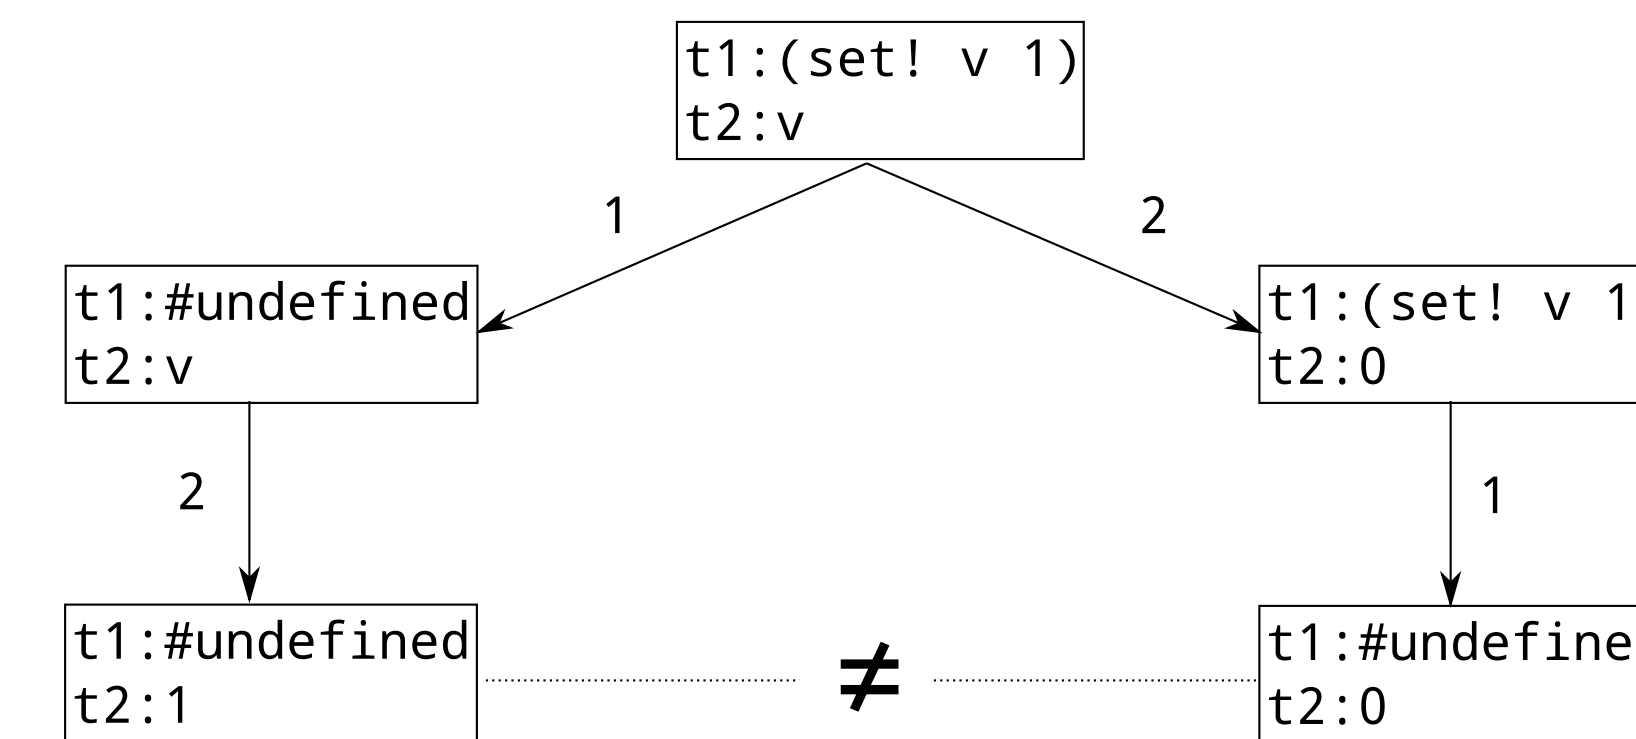 t1:(set! v 1)
t2:v
1
2
t1:#undefined
t2:v
t1:(set! v 1
t2:0
2
1
t1:#undefined
t2:1
≠
t1:#undefine
t2:0